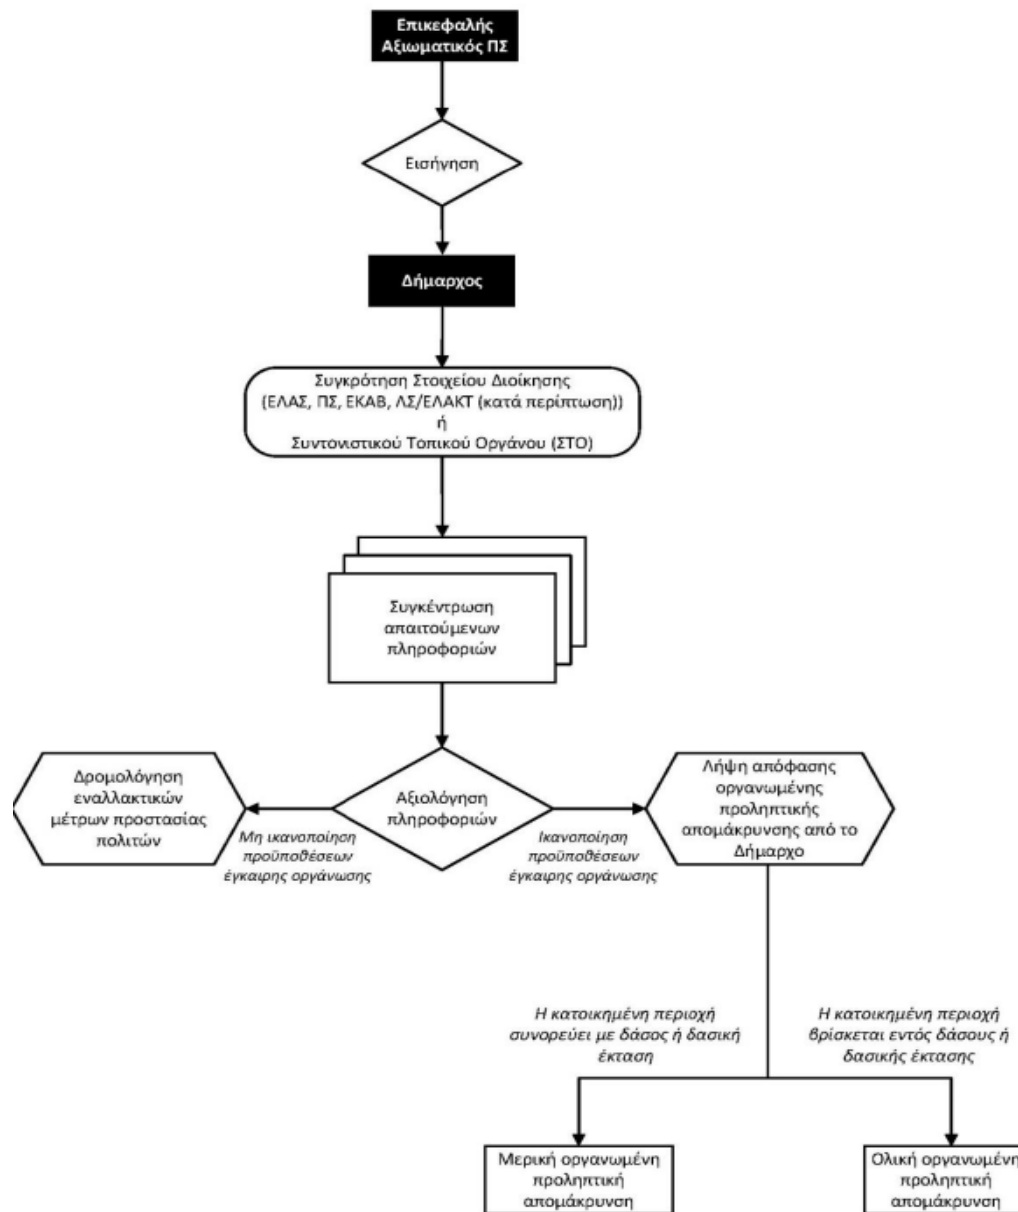 Επικεφαλής
Αξιωματικός ΠΣ
Εισήγηση
Δήμαρχος
Συγκρότηση Στοιχείου Διοίκησης
(ΕΛΑΣ, ΠΣ, ΕΚΑΒ, ΛΣ/ΕΛΑΚΤ (κατά περίπτωση))
ή
Συντονιστικού Τοπικού Οργάνου (ΣΤΟ)
Συγκέντρωση
απαιτούμενων
πληροφοριών
Δρομολόγηση
εναλλακτικών
μέτρων προστασίας
πολιτών
Μη ικανοποίηση
προϋποθέσεων
έγκαιρης οργάνωσης
Αξιολόγηση
πληροφοριών
Ικανοποίηση
προϋποθέσεων
έγκαιρης οργάνωσης
Λήψη απόφασης
οργανωμένης
προληπτικής
απομάκρυνσης από το
Δήμαρχο
Η κατοικημένη περιοχή
συνορεύει με δάσος ή δασική
έκταση
Η κατοικημένη περιοχή
βρίσκεται εντός δάσους ή
δασικής έκτασης
Μερική οργανωμένη
προληπτική
απομάκρυνση
Ολική οργανωμένη
προληπτική
απομάκρυνση